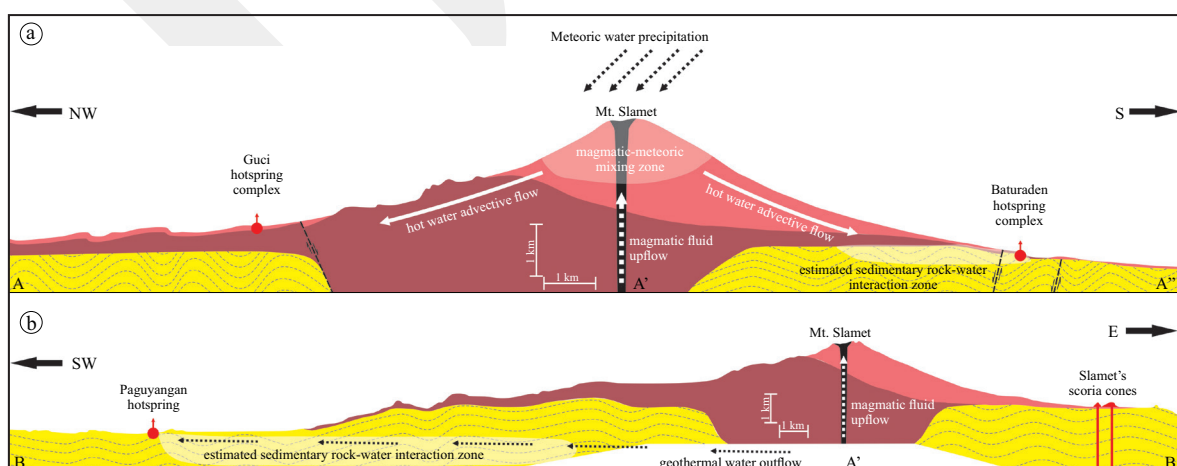 a
Meteoric water precipitation
NW
Mt. Slamet
S
Guci
hotspring
complex
magmatic-meteoric
mixing zone
Baturaden
hotspring
complex
hot water advective flow
hot water advective flow
1 km
1 km
magmatic fluid
upflow
estimated sedimentary rock-water
interaction zone
A
A'
A''
b
SW
Mt. Slamet
E
Paguyangan
hotspring
Slamet's
scoria cones
1 km
1 km
magmatic fluid
upflow
estimated sedimentary rock-water interaction zone
geothermal water outflow
B
A'
B